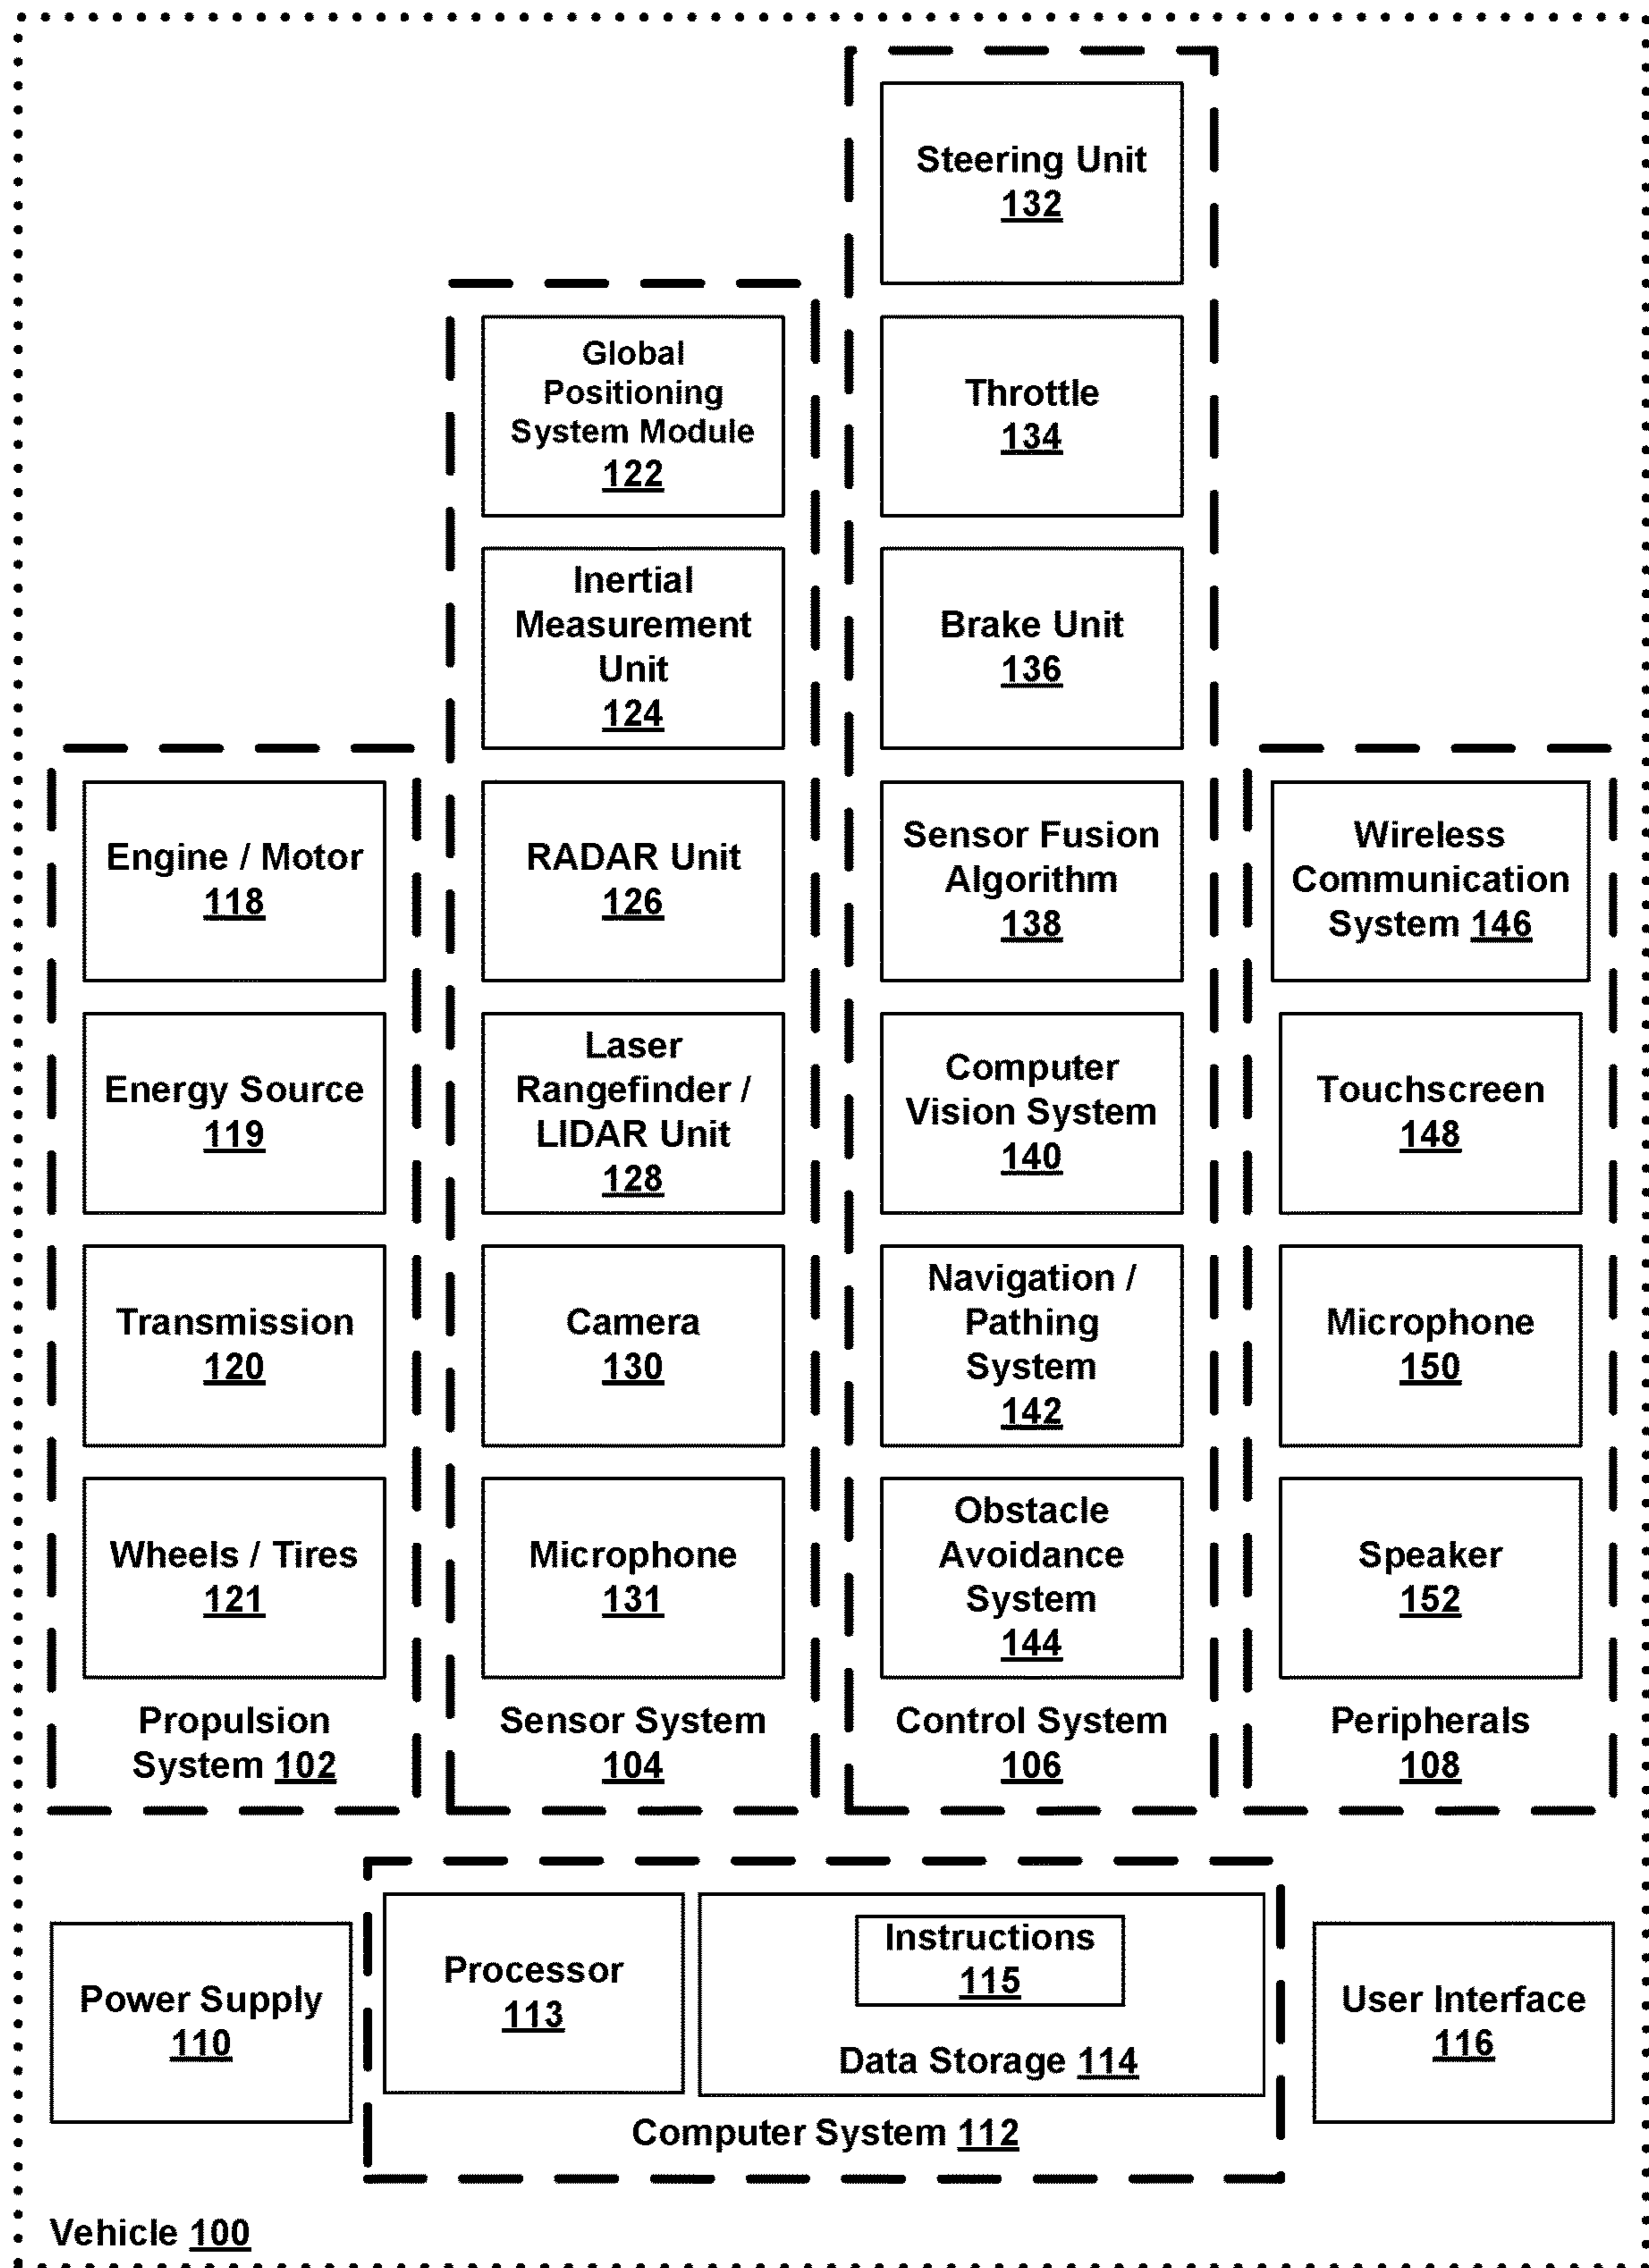 Steering Unit
132
Global
Positioning
System Module
122
Throttle
134
Inertial
Measurement
Unit
124
Brake Unit
136
Engine / Motor
118
RADAR Unit
126
Sensor Fusion
Algorithm
138
Wireless
Communication
System 146
Energy Source
119
Laser
Rangefinder /
LIDAR Unit
128
Computer
Vision System
140
Touchscreen
148
Transmission
120
Camera
130
Navigation /
Pathing
System
142
Microphone
150
Wheels / Tires
121
Microphone
131
Obstacle
Avoidance
System
144
Speaker
152
Propulsion
System 102
Sensor System
104
Control System
106
Peripherals
108
Power Supply
110
Processor
113
Instructions
115
Data Storage 114
Computer System 112
User Interface
116
Vehicle 100